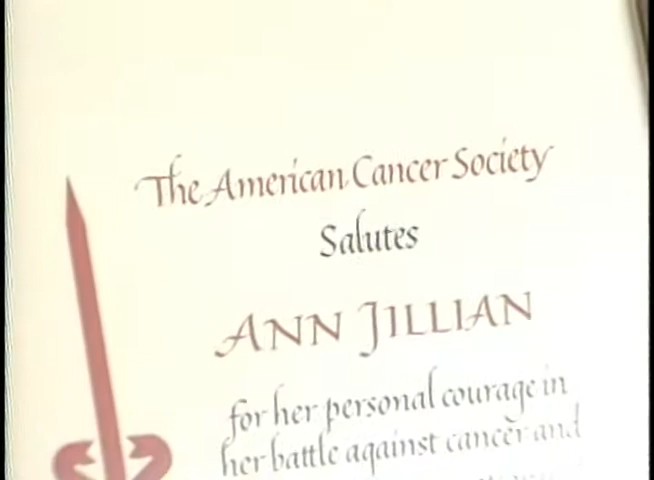 The American Cancer Society
Salutes
ANN JILLIAN
for her personal courage in
her battle against cancer and